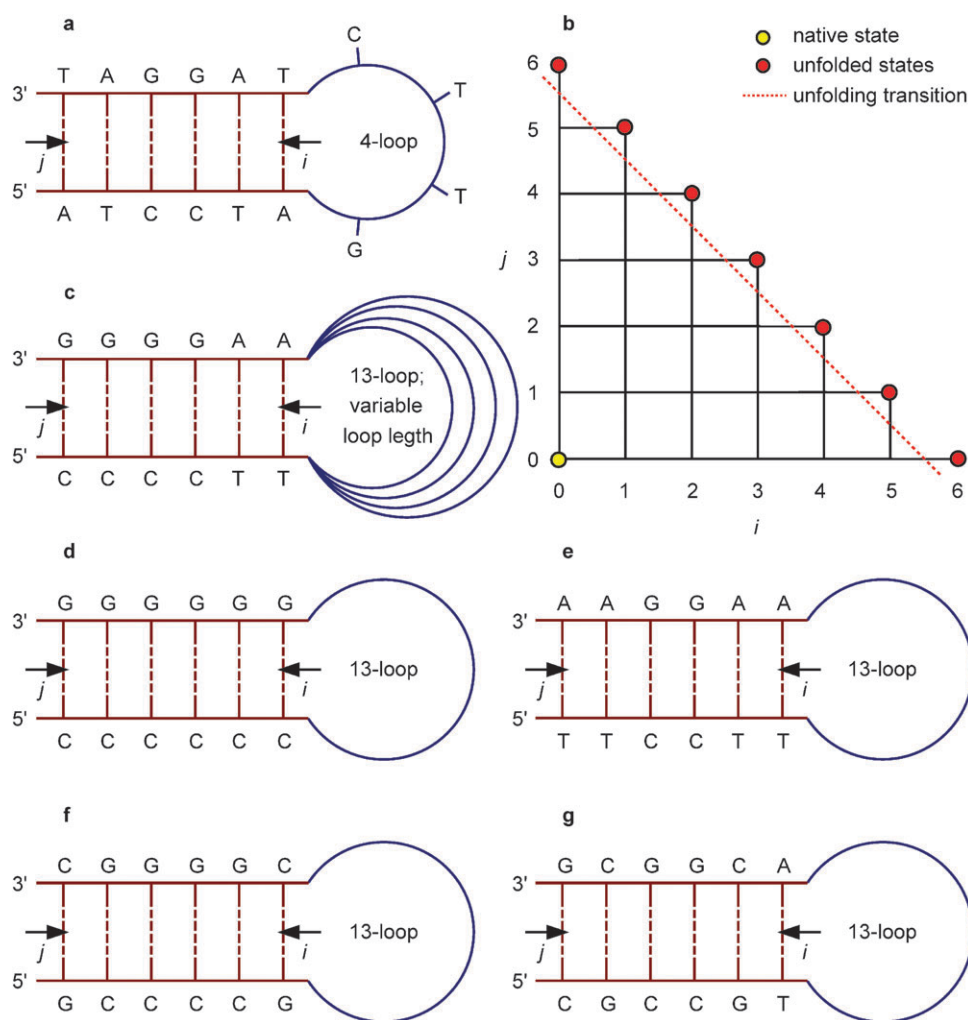 a
C
T A G G A T
T
3'
j
i
4-loop
5'
T
A T C C T A
G
b
native state
unfolded states
unfolding transition
6
5
4
3
2
1
0
j
0 1 2 3 4 5 6
i
c
G G G G A A
3'
13-loop;
variable
loop legth
j
i
5'
C C C C T T
d
G G G G G G
3'
13-loop
j
i
5'
C C C C C C
e
A A G G A A
3'
13-loop
j
i
5'
T T C C T T
f
C G G G G C
3'
13-loop
j
i
5'
G C C C C G
g
G C G G C A
3'
13-loop
j
i
5'
C G C C G T